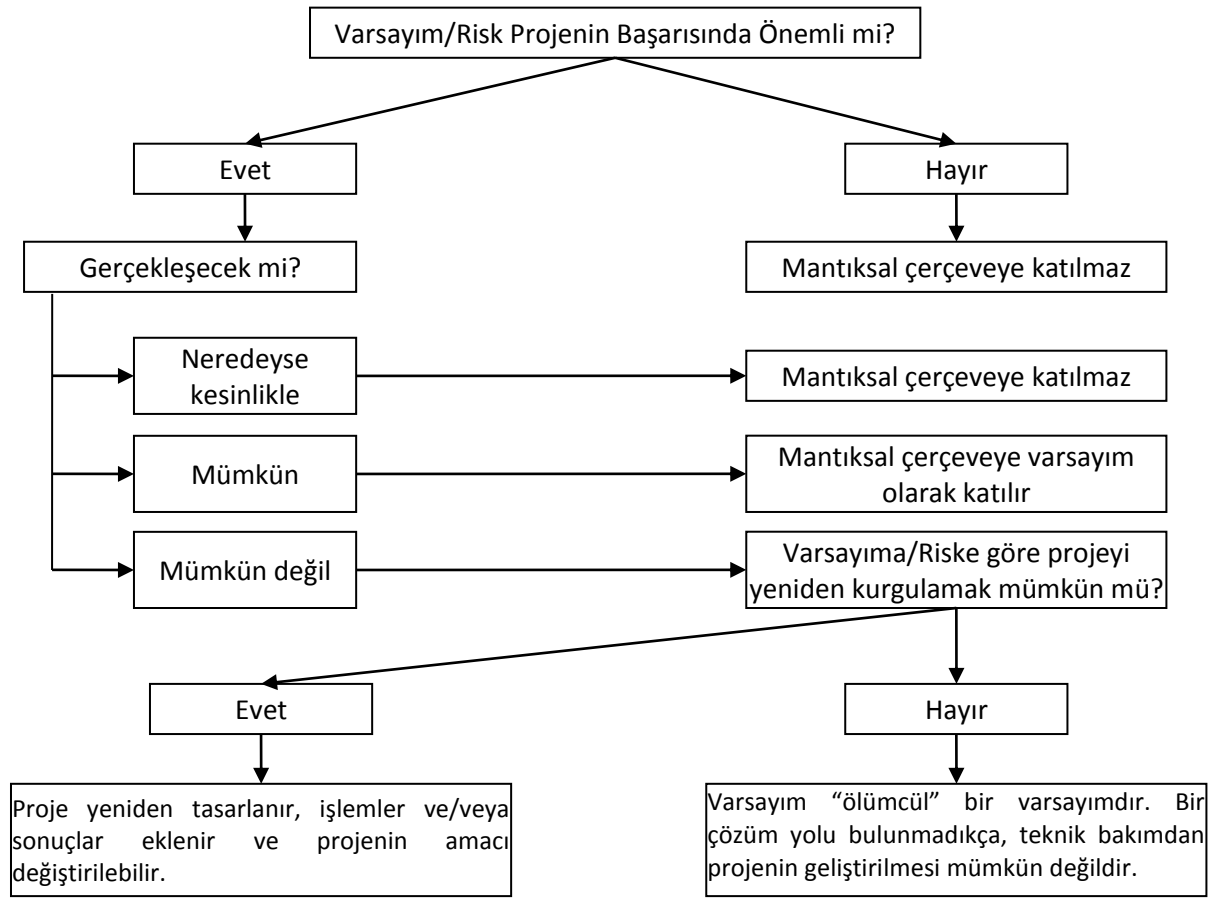 Varsayım/Risk Projenin Başarısında Önemli mi?
Evet
Hayır
Gerçekleşecek mi?
Mantıksal çerçeveye katılmaz
Neredeyse
kesinlikle
Mantıksal çerçeveye katılmaz
Mümkün
Mantıksal çerçeveye varsayım
olarak katılır
Mümkün değil
Varsayıma/Riske göre projeyi
yeniden kurgulamak mümkün mü?
Evet
Hayır
Proje yeniden tasarlanır, işlemler ve/veya
sonuçlar eklenir ve projenin amacı
değiştirilebilir.
Varsayım “ölümcül” bir varsayımdır. Bir
çözüm yolu bulunmadıkça, teknik bakımdan
projenin geliştirilmesi mümkün değildir.